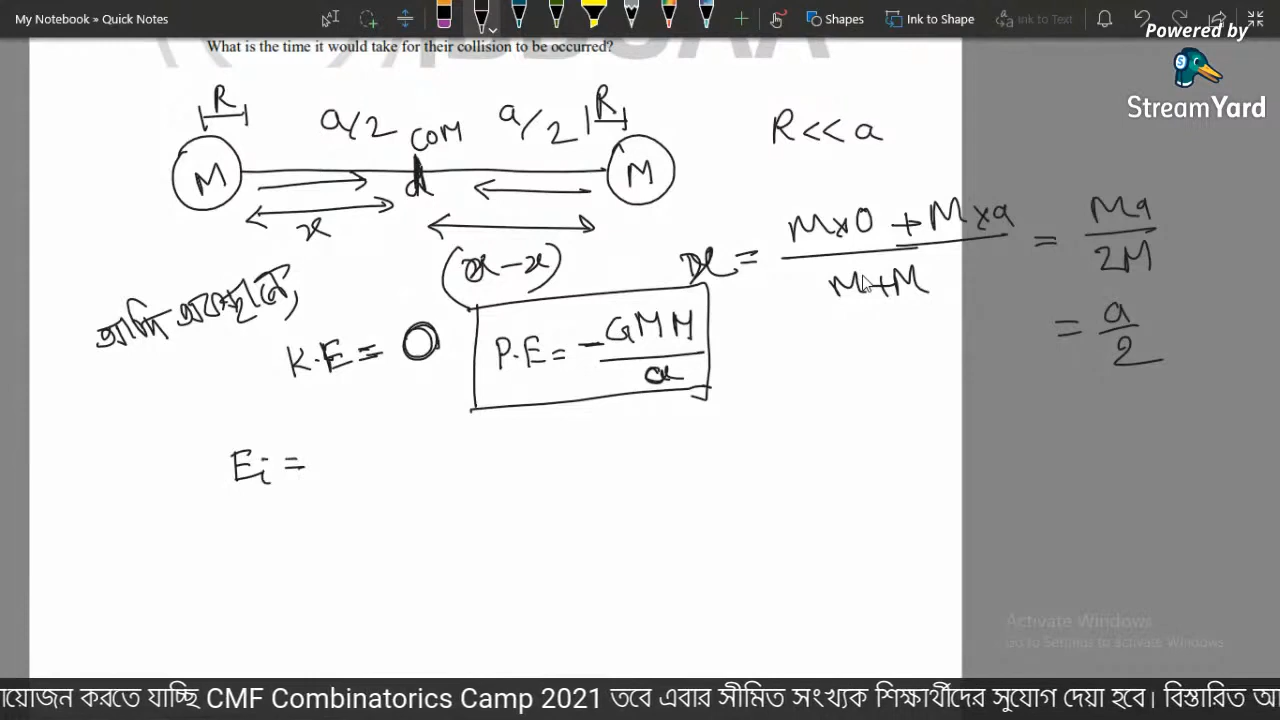 My Notebook » Quick Notes
Shapes
Ink to Shape
Ink to Text
Powered by
StreamYard
What is the time it would take for their collision to be occurred?
R
a/2
COM
a/2
R
R << a
M
M
x
x = M×0 + M×a / M+M = Ma / 2M
= a / 2
আদি অবস্থানে,
K.E = 0
P.E = -GMM / a
Ei =
Activate Windows
Go to Settings to activate Windows
য়োজন করতে যাচ্ছি CMF Combinatorics Camp 2021 তবে এবার সীমিত সংখ্যক শিক্ষার্থীদের সুযোগ দেয়া হবে। বিস্তারিত আ